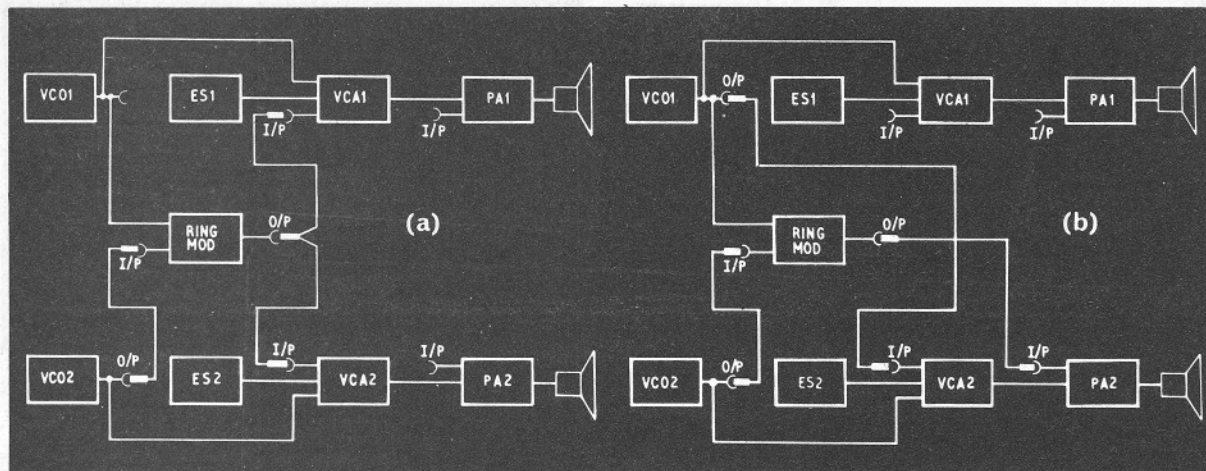 VCO1
ES1
VCA1
PA1
I/P
I/P
(a)
RING
MOD
O/P
I/P
VCO2
O/P
ES2
I/P
VCA2
I/P
PA2
VCO1
O/P
ES1
VCA1
PA1
I/P
I/P
(b)
RING
MOD
O/P
I/P
VCO2
O/P
ES2
I/P
VCA2
I/P
PA2